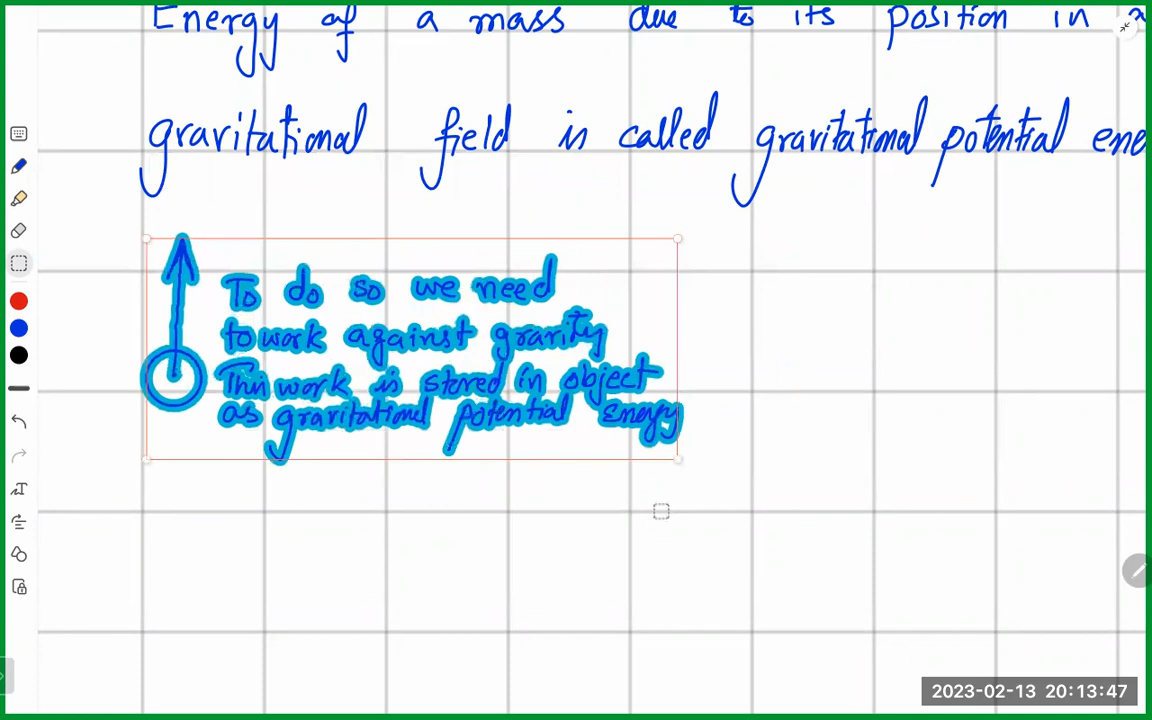 Energy of a mass due to its position in
gravitational field is called gravitational potential ene
To do so we need
to work against gravity
This work is stored in object
as gravitational potential Energy
2023-02-13 20:13:47